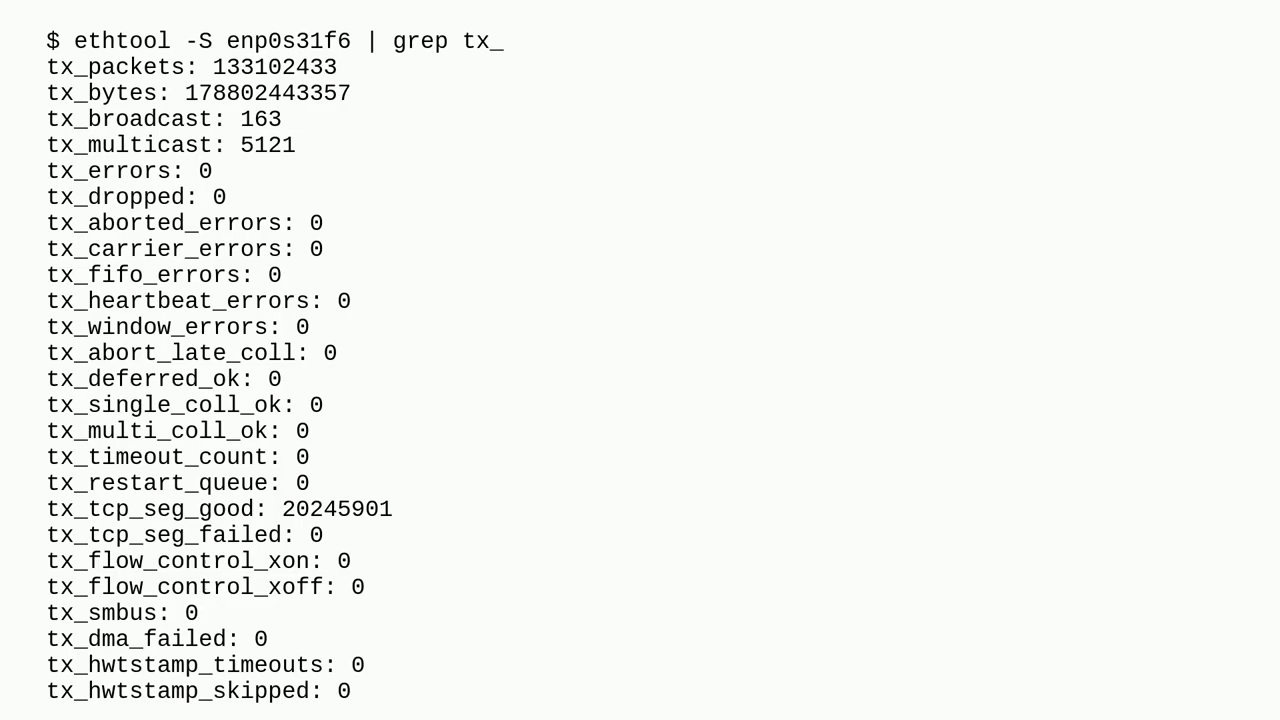 $ ethtool -S enp0s31f6 | grep tx_
tx_packets: 133102433
tx_bytes: 178802443357
tx_broadcast: 163
tx_multicast: 5121
tx_errors: 0
tx_dropped: 0
tx_aborted_errors: 0
tx_carrier_errors: 0
tx_fifo_errors: 0
tx_heartbeat_errors: 0
tx_window_errors: 0
tx_abort_late_coll: 0
tx_deferred_ok: 0
tx_single_coll_ok: 0
tx_multi_coll_ok: 0
tx_timeout_count: 0
tx_restart_queue: 0
tx_tcp_seg_good: 20245901
tx_tcp_seg_failed: 0
tx_flow_control_xon: 0
tx_flow_control_xoff: 0
tx_smbus: 0
tx_dma_failed: 0
tx_hwtstamp_timeouts: 0
tx_hwtstamp_skipped: 0